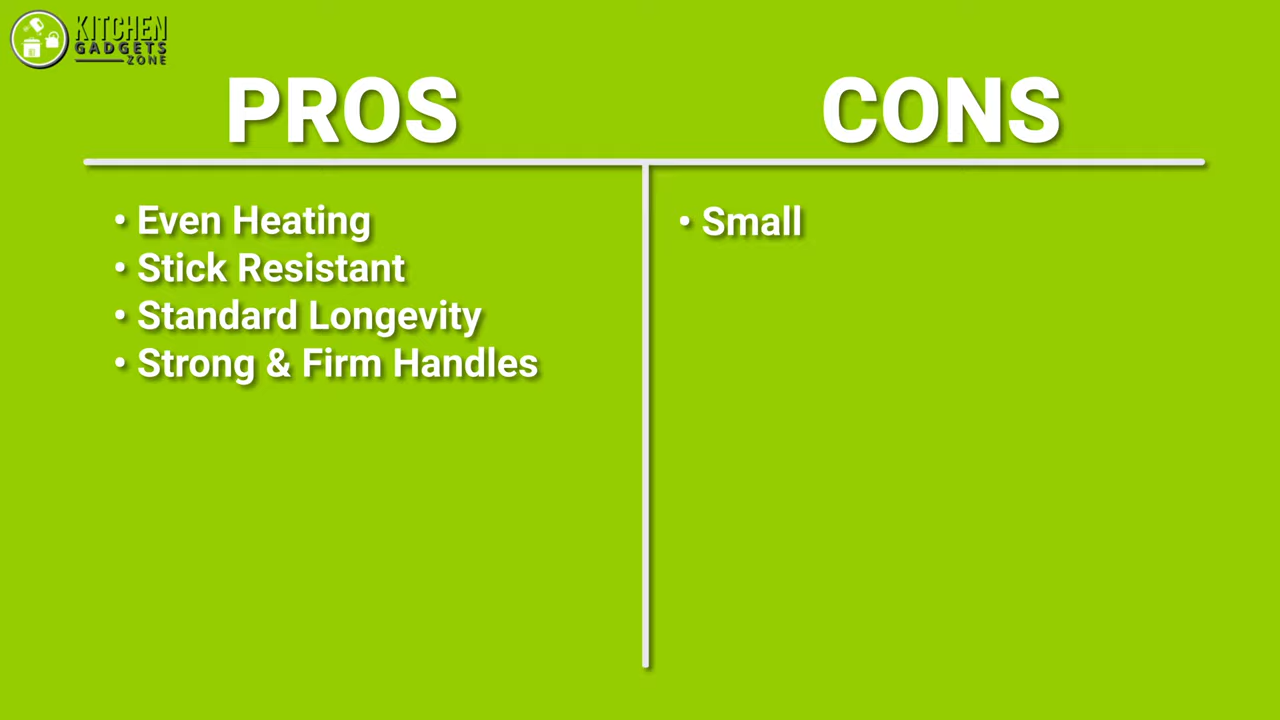 KITCHEN
GADGETS
ZONE
PROS
CONS
• Even Heating
• Stick Resistant
• Standard Longevity
• Strong & Firm Handles
• Small